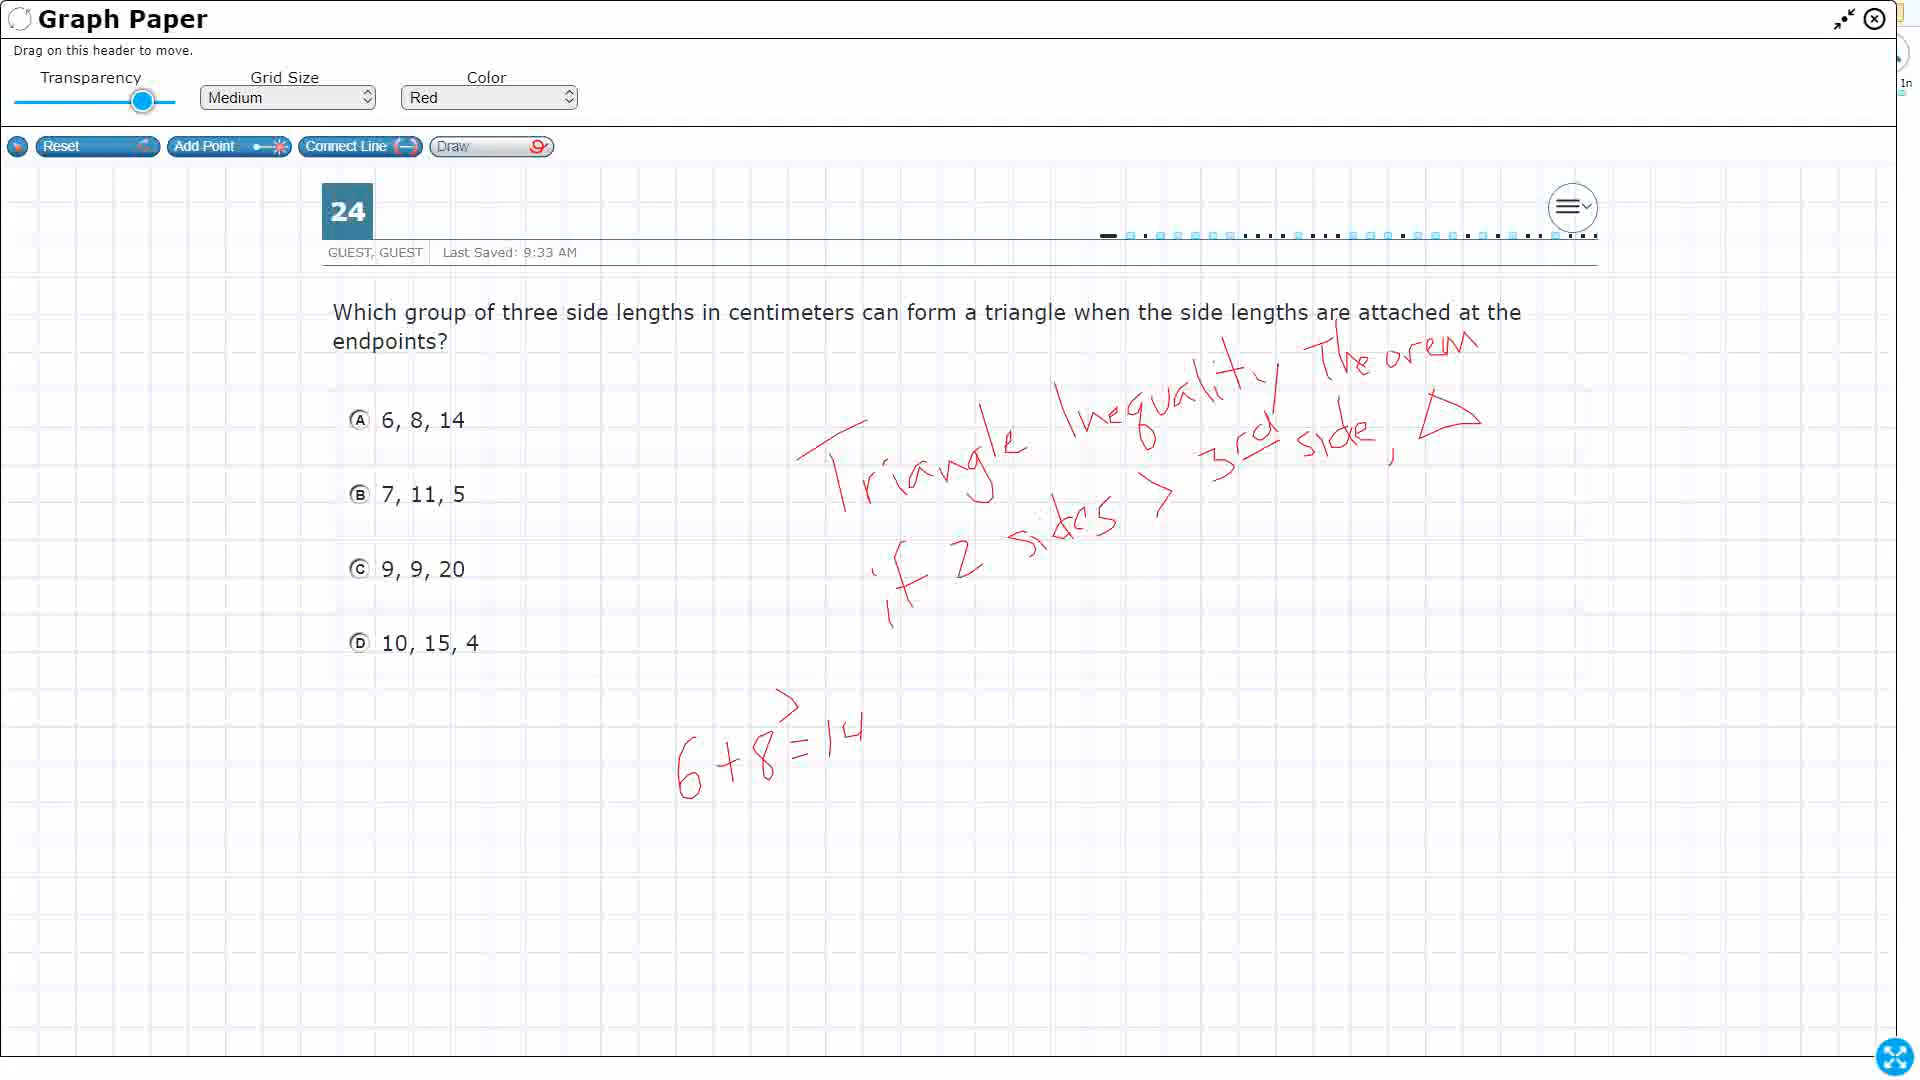 Graph Paper
Drag on this header to move.
Transparency Grid Size Color
Medium Red
Reset Add Point Connect Line Draw
1n
24
GUEST, GUEST Last Saved: 9:33 AM
Which group of three side lengths in centimeters can form a triangle when the side lengths are attached at the
endpoints?
A 6, 8, 14
B 7, 11, 5
C 9, 9, 20
D 10, 15, 4
Triangle Inequality Theorem
if 2 sides > 3rd side, △
>
6+8=14